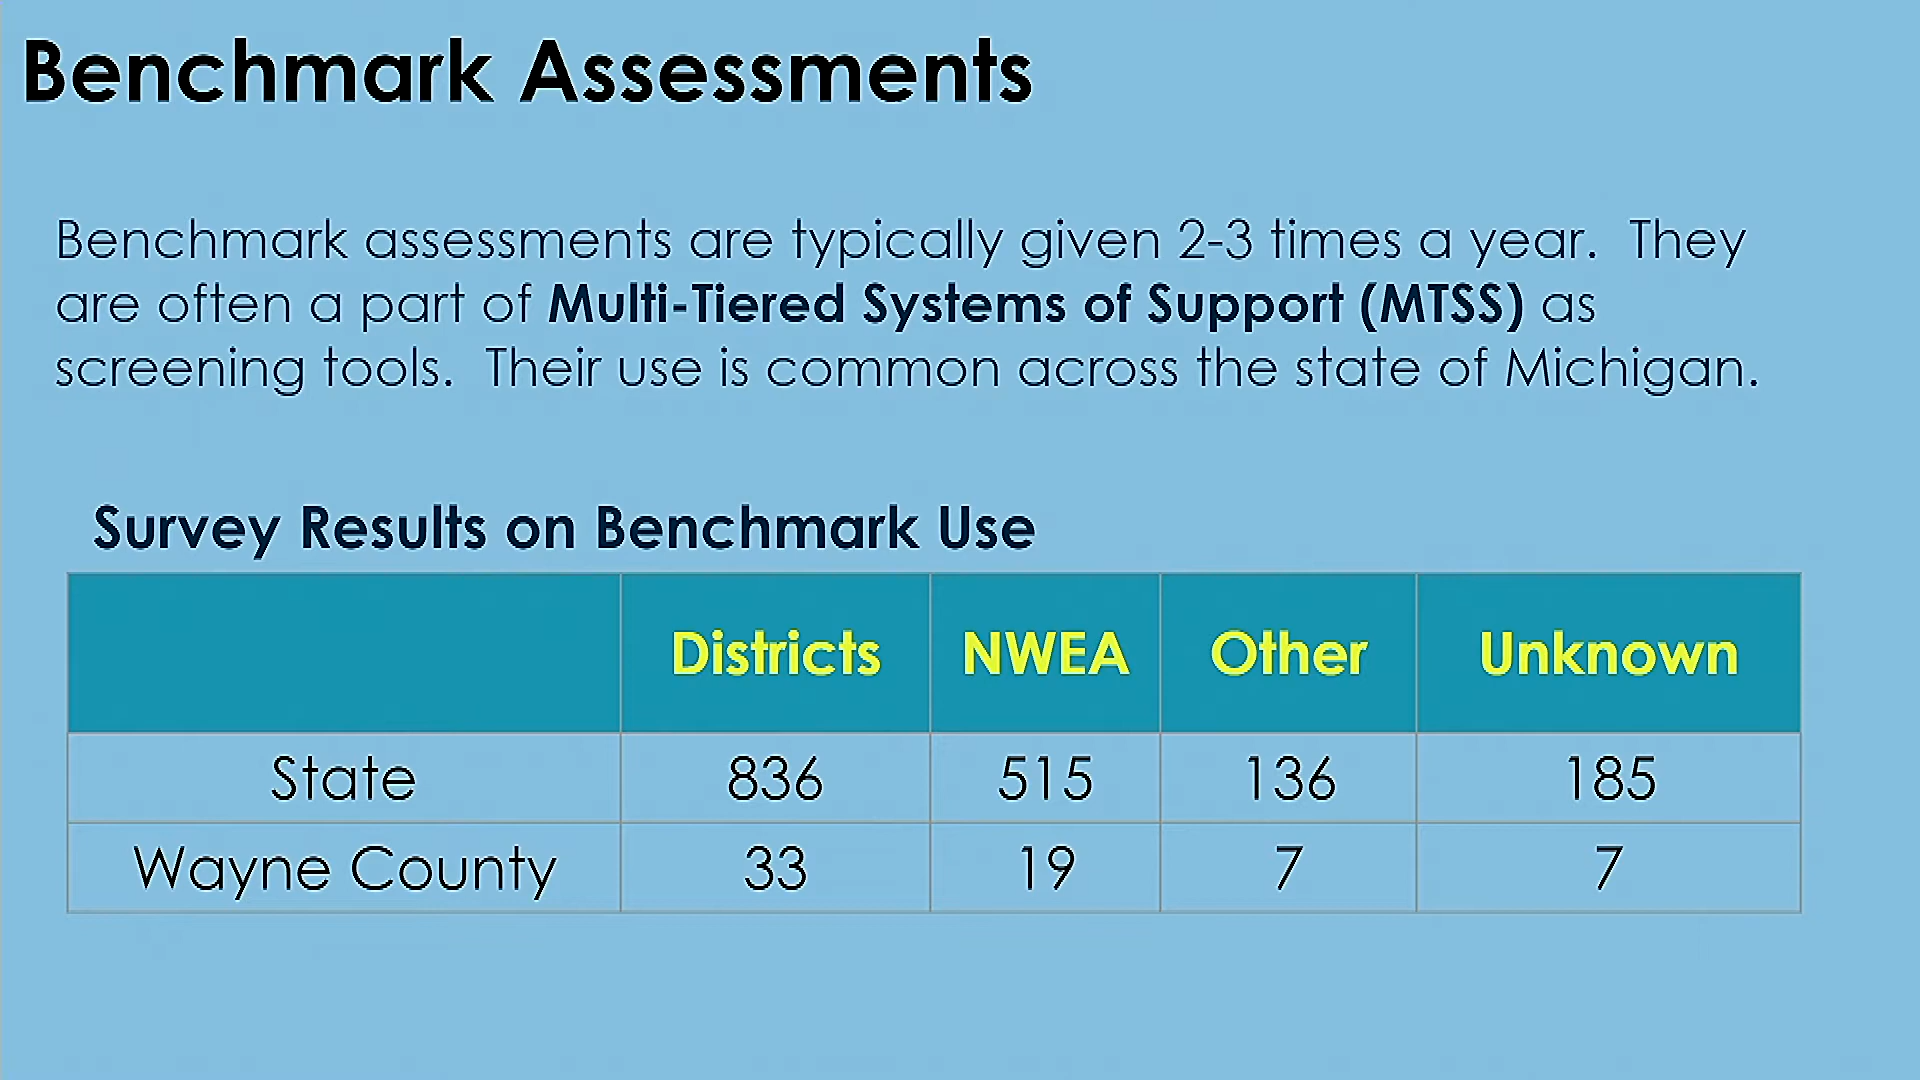 Benchmark Assessments
Benchmark assessments are typically given 2-3 times a year.  They
are often a part of Multi-Tiered Systems of Support (MTSS) as
screening tools.  Their use is common across the state of Michigan.
Survey Results on Benchmark Use
Districts NWEA Other Unknown
State 836 515 136 185
Wayne County 33 19 7 7